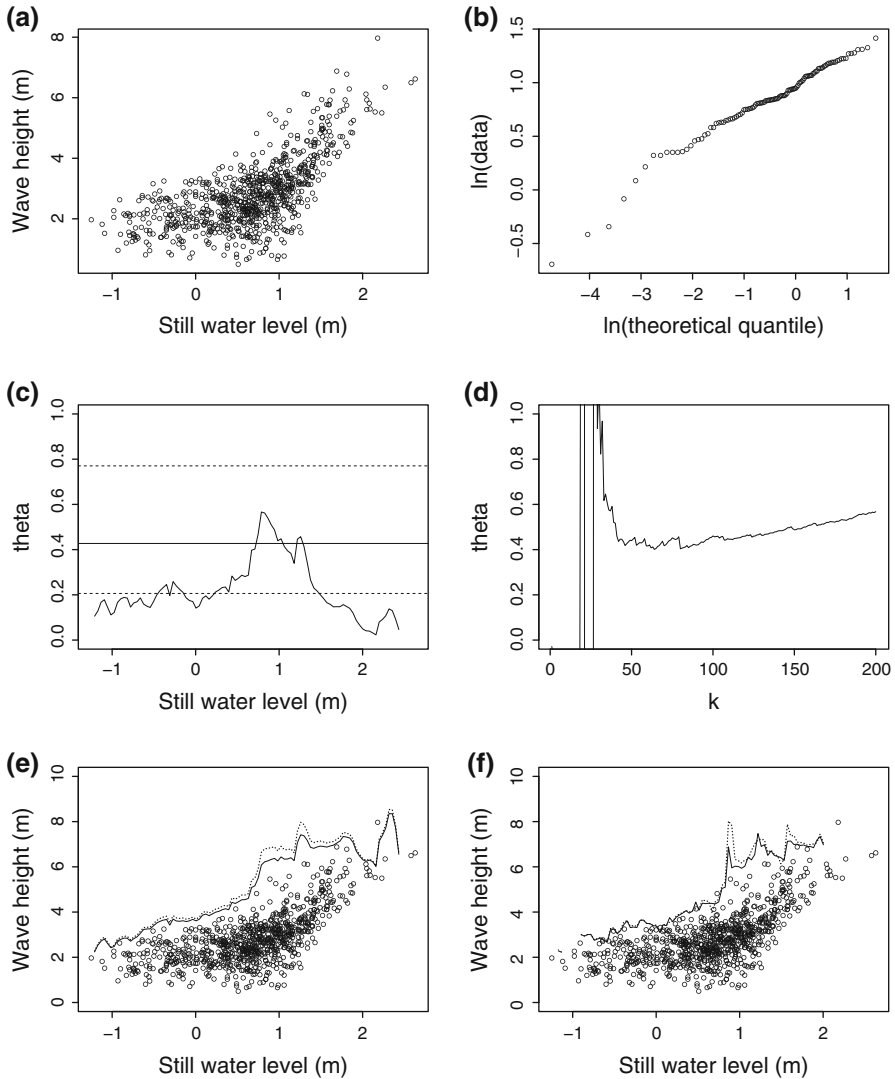 (a)
8
6
4
2
Wave height (m)
−1 0 1 2
Still water level (m)
(b)
1.5
1.0
0.5
0.0
−0.5
ln(data)
−4 −3 −2 −1 0 1
ln(theoretical quantile)
(c)
1.0
0.8
0.6
0.4
0.2
0.0
theta
−1 0 1 2
Still water level (m)
(d)
1.0
0.8
0.6
0.4
0.2
0.0
theta
0 50 100 150 200
k
(e)
10
8
6
4
2
0
Wave height (m)
−1 0 1 2
Still water level (m)
(f)
10
8
6
4
2
0
Wave height (m)
−1 0 1 2
Still water level (m)